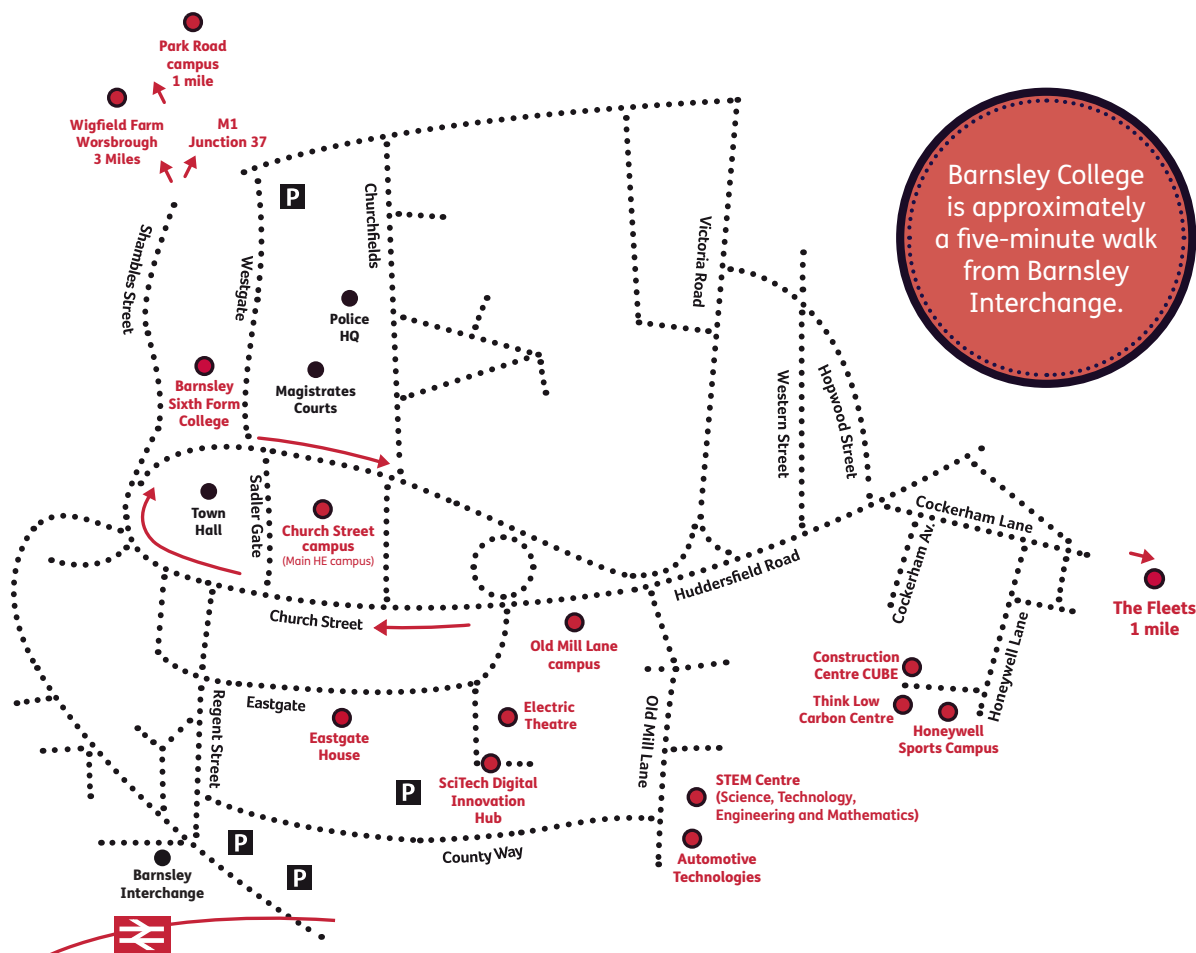 Park Road
campus
1 mile
Wigfield Farm
Worsbrough
3 Miles
M1
Junction 37
P
Shambles Street
Westgate
Churchfields
Victoria Road
Barnsley College
is approximately
a five-minute walk
from Barnsley
Interchange.
Police
HQ
Magistrates
Courts
Barnsley
Sixth Form
College
Western Street
Hopwood Street
Town
Hall
Sadler Gate
Church Street
campus
(Main HE campus)
Cockerham Lane
Cockerham Av.
Huddersfield Road
The Fleets
1 mile
Church Street
Old Mill Lane
campus
Honeywell Lane
Construction
Centre CUBE
Think Low
Carbon Centre
Honeywell
Sports Campus
Eastgate
Regent Street
Eastgate
House
Electric
Theatre
Old Mill Lane
SciTech Digital
Innovation
Hub
P
STEM Centre
(Science, Technology,
Engineering and Mathematics)
Automotive
Technologies
County Way
P
P
Barnsley
Interchange